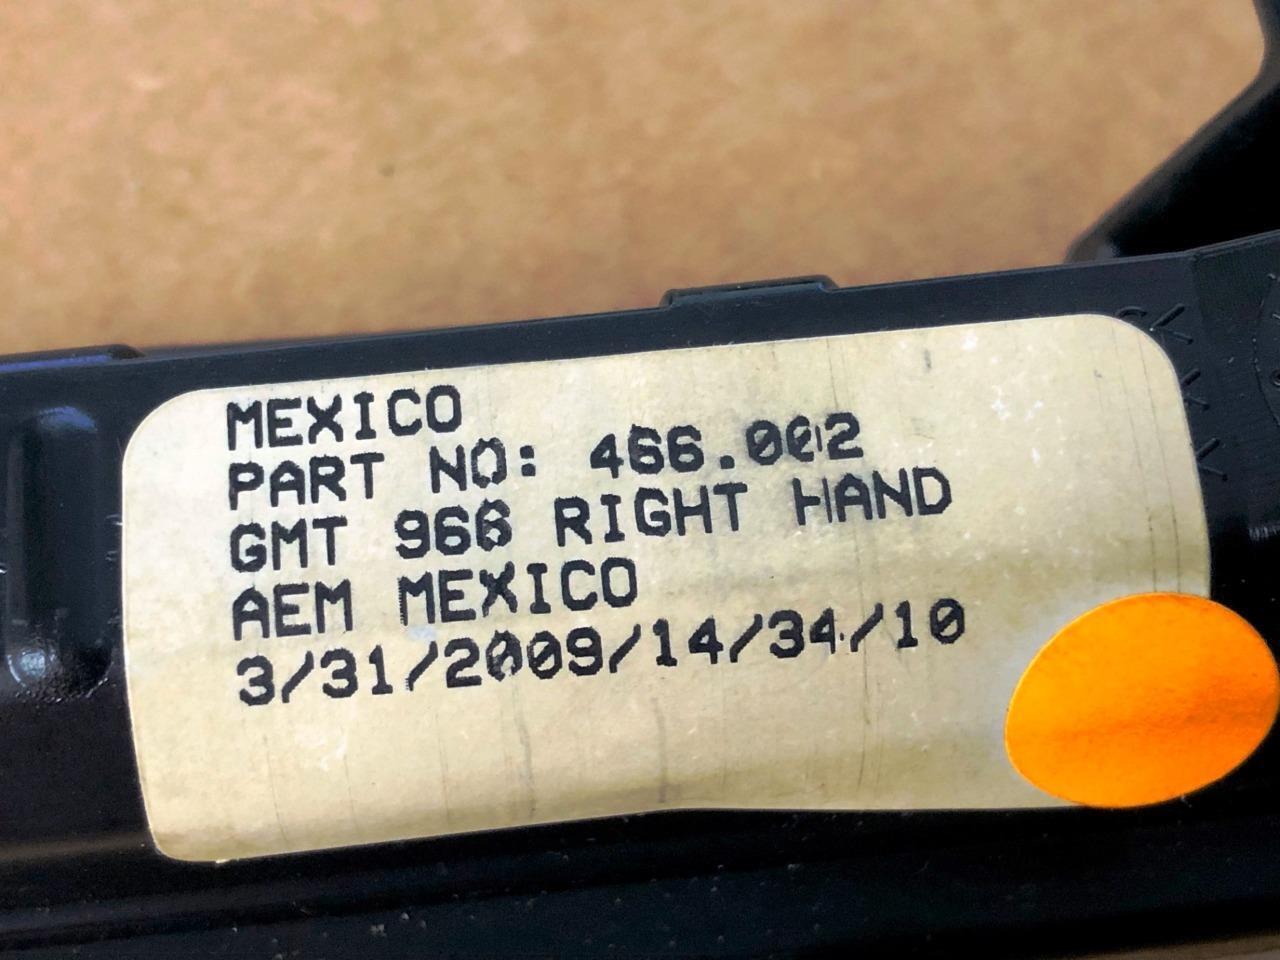 MEXICO
PART NO: 466.002
GMT 966 RIGHT HAND
AEM MEXICO
3/31/2009/14/34/10